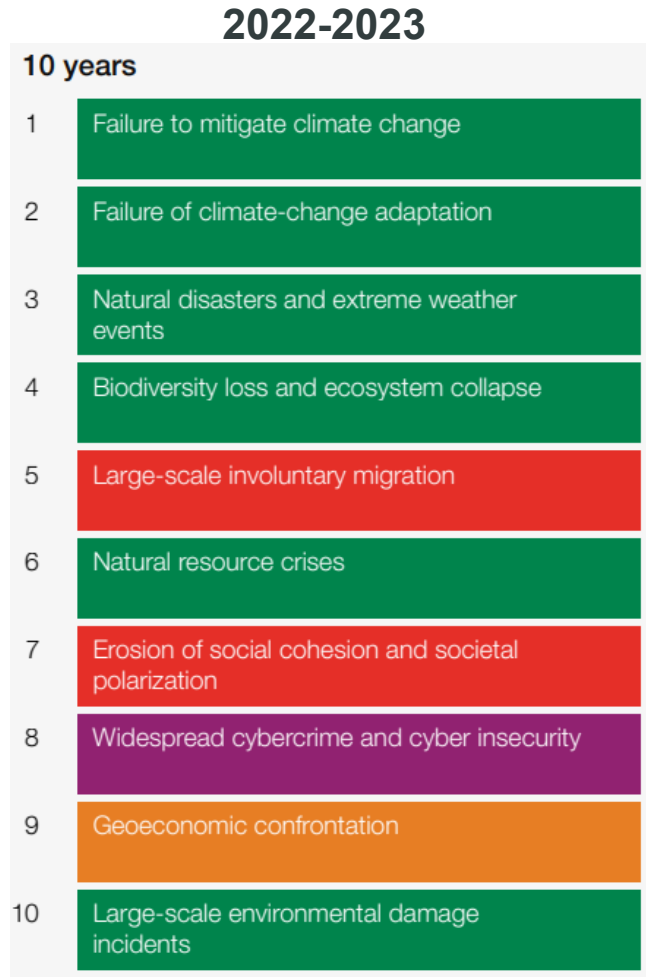 2022-2023
10 years
1 Failure to mitigate climate change
2 Failure of climate-change adaptation
3 Natural disasters and extreme weather
events
4 Biodiversity loss and ecosystem collapse
5 Large-scale involuntary migration
6 Natural resource crises
7 Erosion of social cohesion and societal
polarization
8 Widespread cybercrime and cyber insecurity
9 Geoeconomic confrontation
10 Large-scale environmental damage
incidents